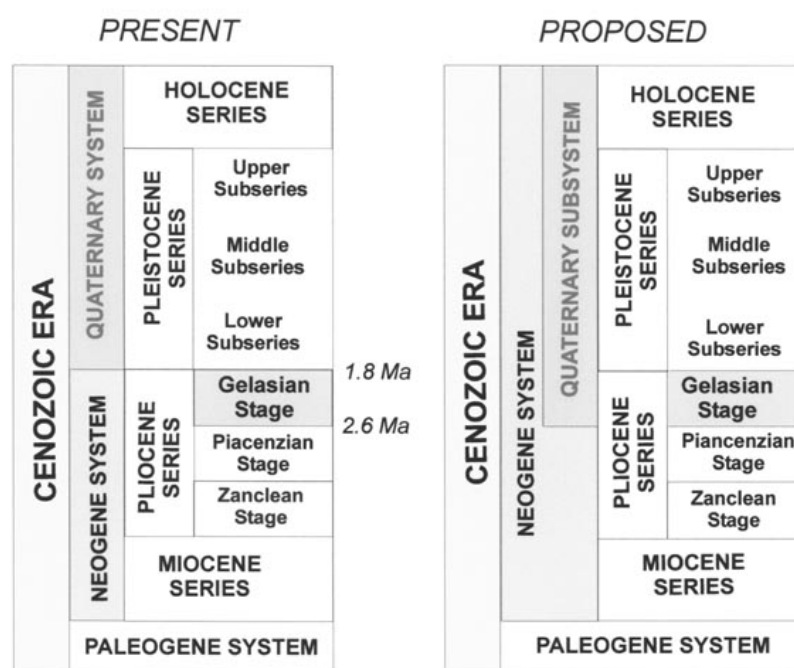 PRESENT
CENOZOIC ERA
QUATERNARY SYSTEM
NEOGENE SYSTEM
HOLOCENE
SERIES
PLEISTOCENE
SERIES
Upper
Subseries
Middle
Subseries
Lower
Subseries
PLIOCENE
SERIES
Gelasian
Stage
Piacenzian
Stage
Zanclean
Stage
MIOCENE
SERIES
PALEOGENE SYSTEM
1.8 Ma
2.6 Ma
PROPOSED
CENOZOIC ERA
NEOGENE SYSTEM
QUATERNARY SUBSYSTEM
HOLOCENE
SERIES
PLEISTOCENE
SERIES
Upper
Subseries
Middle
Subseries
Lower
Subseries
PLIOCENE
SERIES
Gelasian
Stage
Piancenzian
Stage
Zanclean
Stage
MIOCENE
SERIES
PALEOGENE SYSTEM